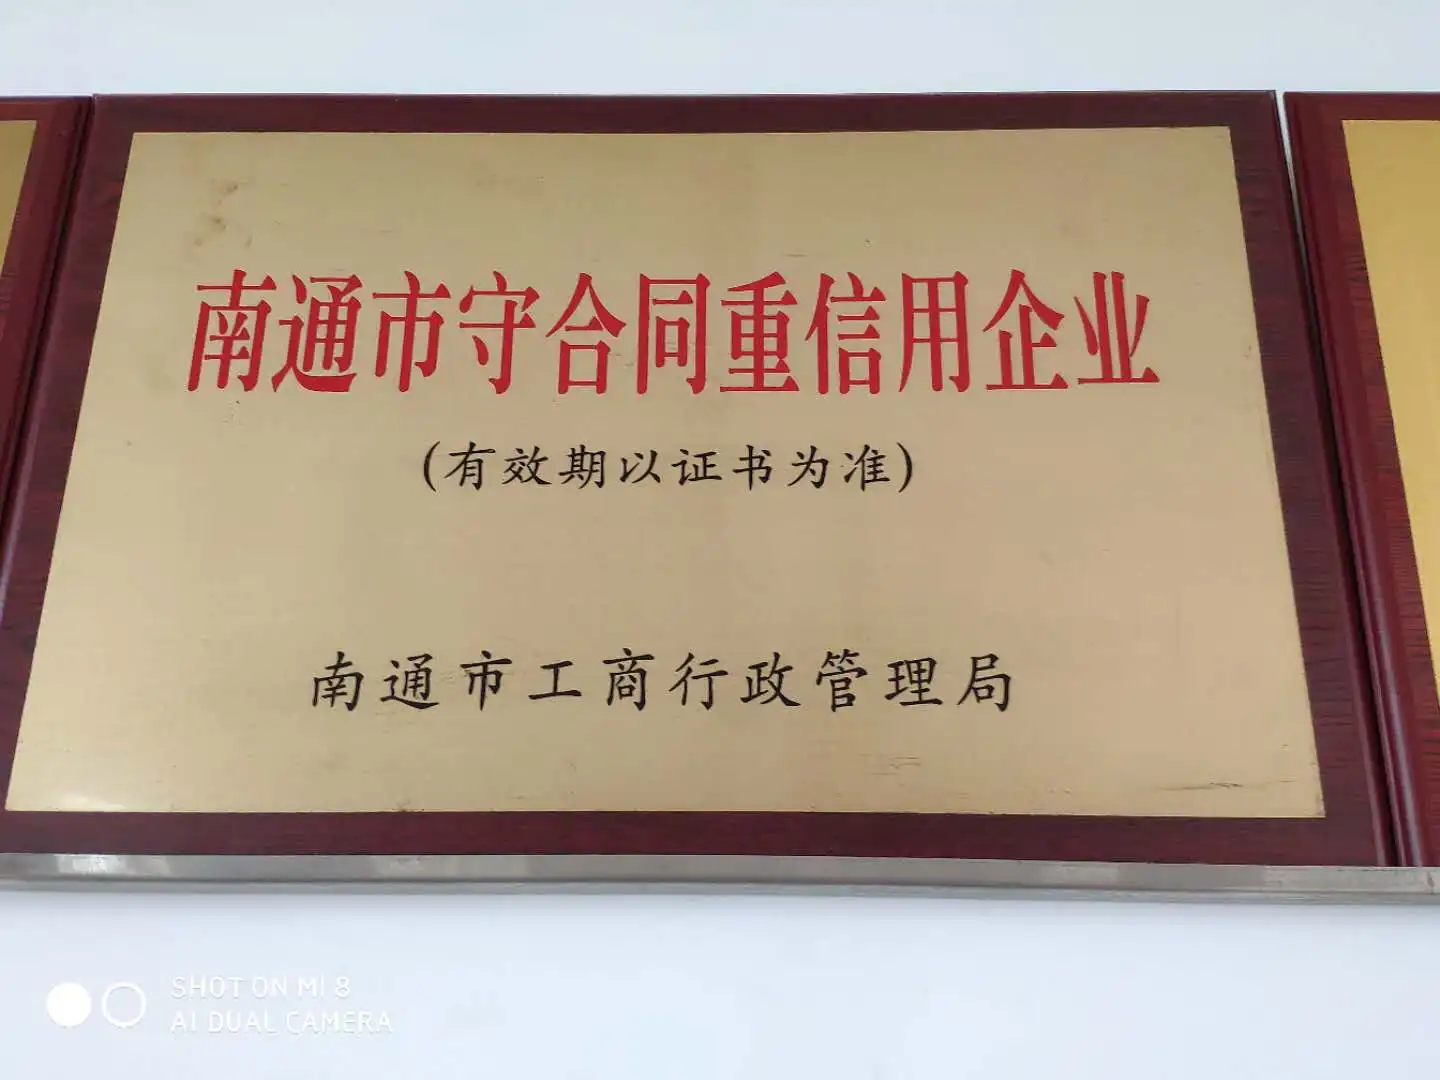 南通市守合同重信用企业
(有效期以证书为准)
南通市工商行政管理局
SHOT ON MI 8
AI DUAL CAMERA